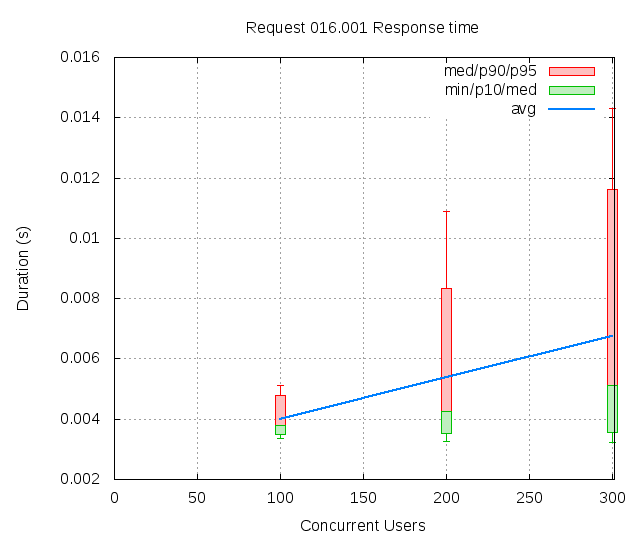 Request 016.001 Response time
med/p90/p95
min/p10/med
avg
0.016
0.014
0.012
0.01
0.008
0.006
0.004
0.002
0 50 100 150 200 250 300
Duration (s)
Concurrent Users